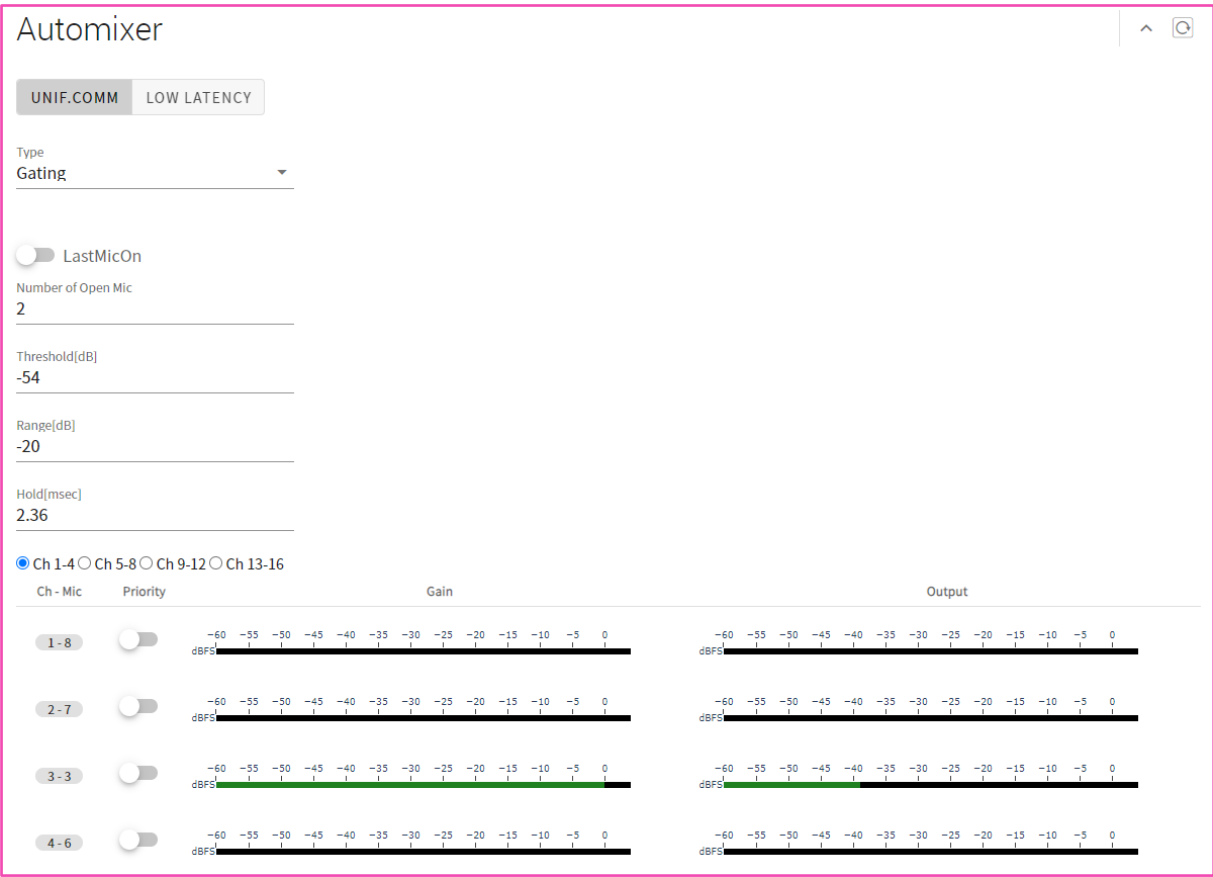 Automixer
UNIF.COMM LOW LATENCY
Type
Gating
LastMicOn
Number of Open Mic
2
Threshold[dB]
-54
Range[dB]
-20
Hold[msec]
2.36
Ch 1-4 Ch 5-8 Ch 9-12 Ch 13-16
Ch - Mic Priority Gain Output
1 - 8 −60 −55 −50 −45 −40 −35 −30 −25 −20 −15 −10 −5 0 −60 −55 −50 −45 −40 −35 −30 −25 −20 −15 −10 −5 0
dBFS dBFS
2 - 7 −60 −55 −50 −45 −40 −35 −30 −25 −20 −15 −10 −5 0 −60 −55 −50 −45 −40 −35 −30 −25 −20 −15 −10 −5 0
dBFS dBFS
3 - 3 −60 −55 −50 −45 −40 −35 −30 −25 −20 −15 −10 −5 0 −60 −55 −50 −45 −40 −35 −30 −25 −20 −15 −10 −5 0
dBFS dBFS
4 - 6 −60 −55 −50 −45 −40 −35 −30 −25 −20 −15 −10 −5 0 −60 −55 −50 −45 −40 −35 −30 −25 −20 −15 −10 −5 0
dBFS dBFS